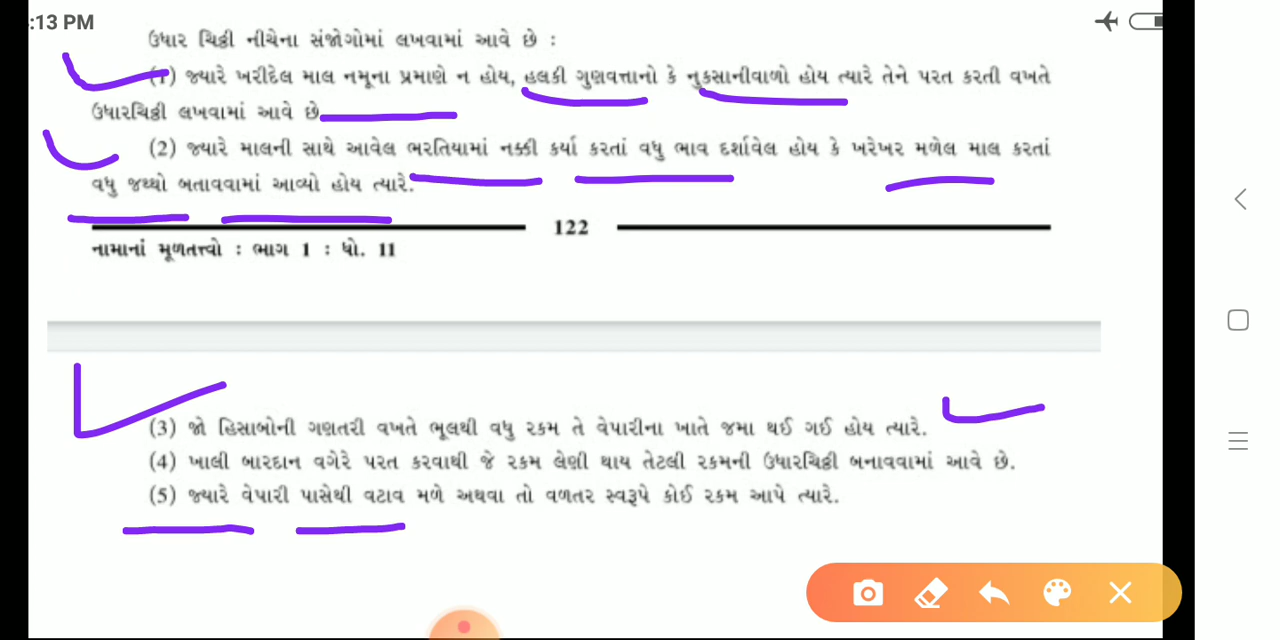 :13 PM
ઉધાર ચિઠ્ઠી નીચેના સંજોગોમાં લખવામાં આવે છે :
(1) જ્યારે ખરીદેલ માલ નમૂના પ્રમાણે ન હોય, હલકી ગુણવત્તાનો કે નુકસાનીવાળો હોય ત્યારે તેને પરત કરતી વખતે
ઉધારચિઠ્ઠી લખવામાં આવે છે.
(2) જ્યારે માલની સાથે આવેલ ભરતિયામાં નક્કી કર્યા કરતાં વધુ ભાવ દર્શાવેલ હોય કે ખરેખર મળેલ માલ કરતાં
વધુ જથ્થો બતાવવામાં આવ્યો હોય ત્યારે.
122
નામાનાં મૂળતત્ત્વો : ભાગ 1 : ધો. 11
(3) જો હિસાબોની ગણતરી વખતે ભૂલથી વધુ રકમ તે વેપારીના ખાતે જમા થઈ ગઈ હોય ત્યારે.
(4) ખાલી બારદાન વગેરે પરત કરવાથી જે રકમ લેણી થાય તેટલી રકમની ઉધારચિઠ્ઠી બનાવવામાં આવે છે.
(5) જ્યારે વેપારી પાસેથી વટાવ મળે અથવા તો વળતર સ્વરૂપે કોઈ રકમ આપે ત્યારે.